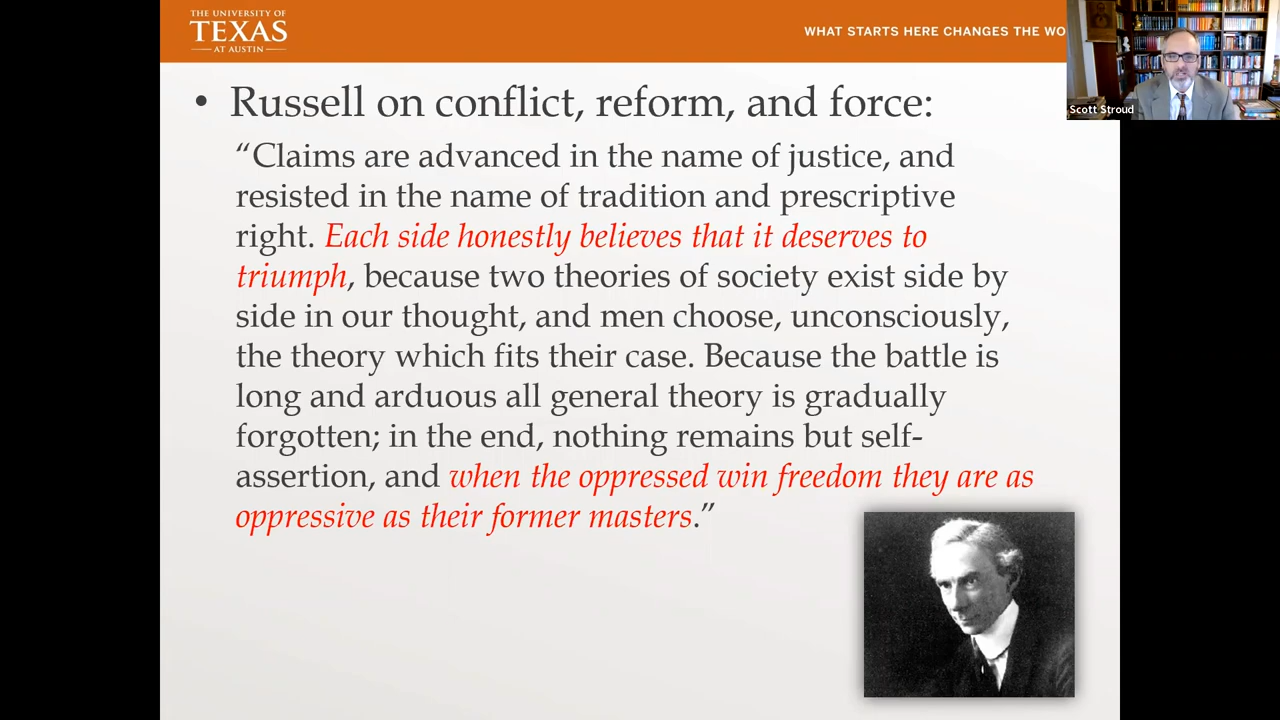 THE UNIVERSITY OF
TEXAS
AT AUSTIN
WHAT STARTS HERE CHANGES THE WO
Scott Stroud
• Russell on conflict, reform, and force:
“Claims are advanced in the name of justice, and
resisted in the name of tradition and prescriptive
right. Each side honestly believes that it deserves to
triumph, because two theories of society exist side by
side in our thought, and men choose, unconsciously,
the theory which fits their case. Because the battle is
long and arduous all general theory is gradually
forgotten; in the end, nothing remains but self-
assertion, and when the oppressed win freedom they are as
oppressive as their former masters.”